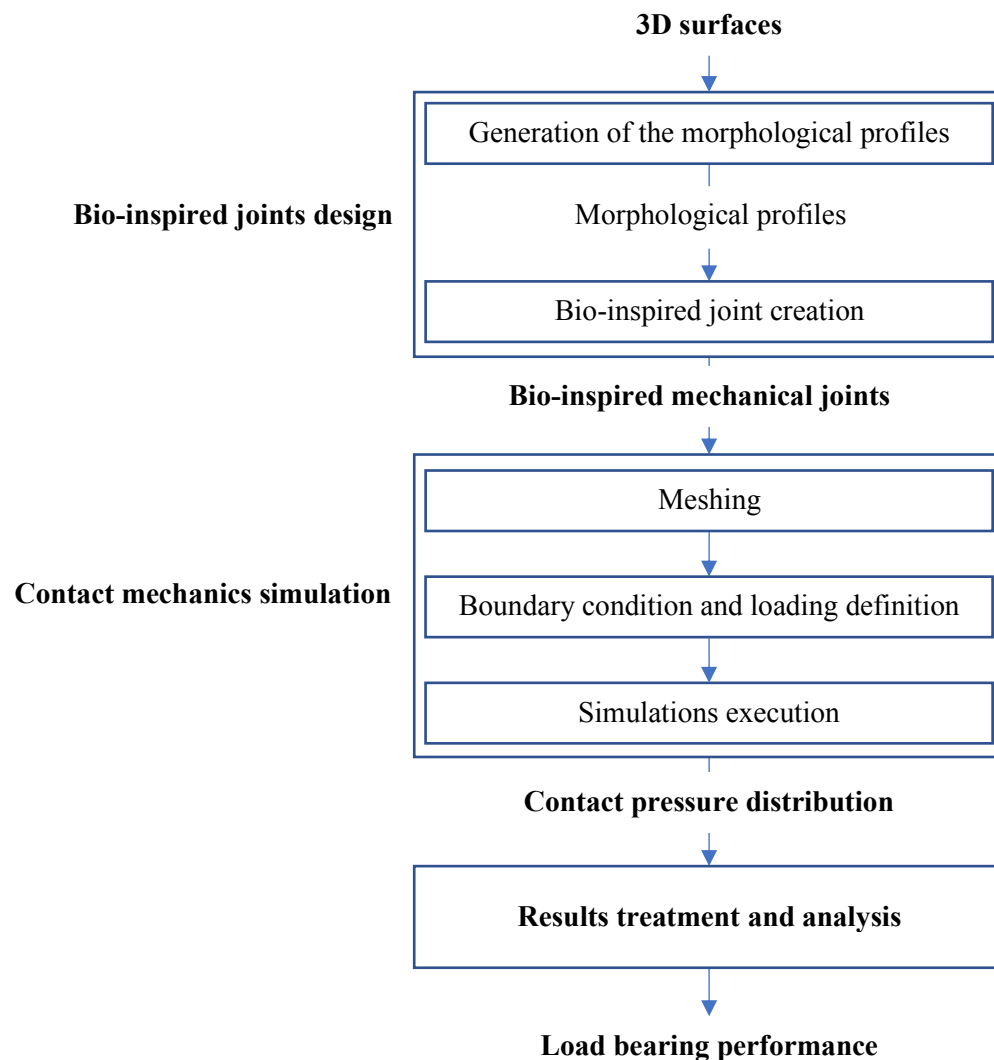 3D surfaces
Generation of the morphological profiles
Bio-inspired joints design
Morphological profiles
Bio-inspired joint creation
Bio-inspired mechanical joints
Meshing
Contact mechanics simulation
Boundary condition and loading definition
Simulations execution
Contact pressure distribution
Results treatment and analysis
Load bearing performance